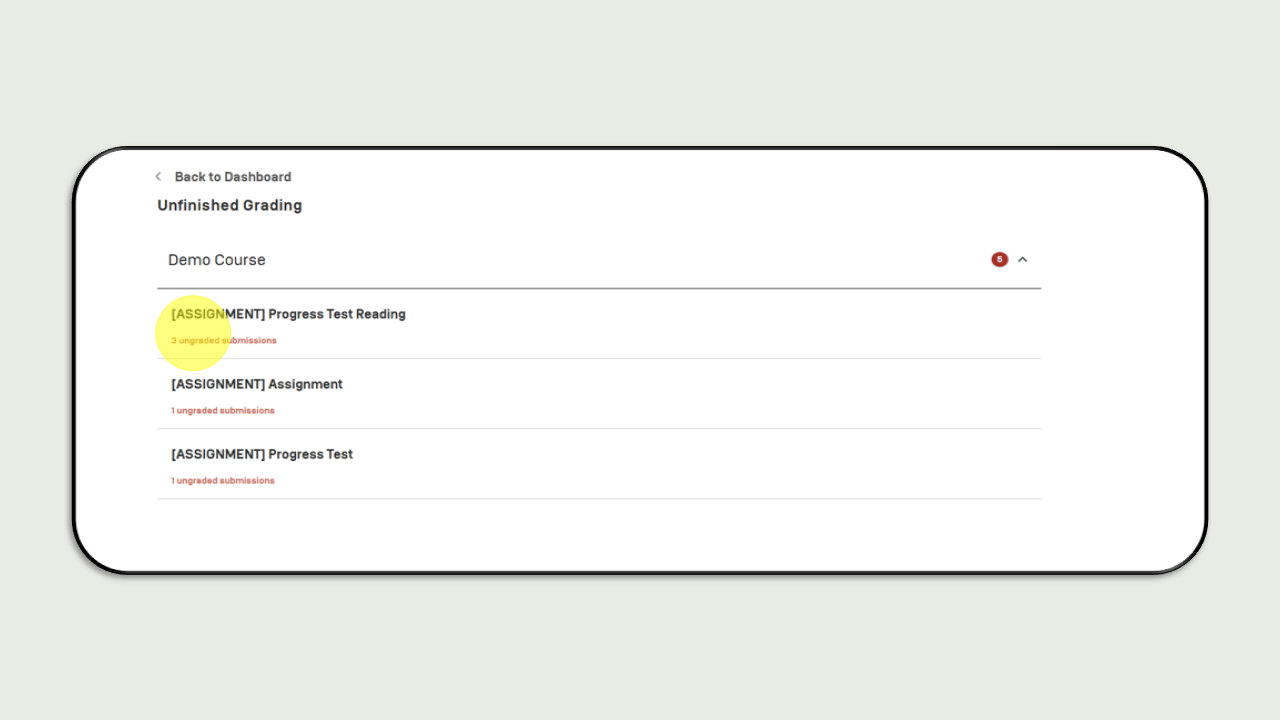 Back to Dashboard
Unfinished Grading
Demo Course
5
[ASSIGNMENT] Progress Test Reading
3 ungraded submissions
[ASSIGNMENT] Assignment
1 ungraded submissions
[ASSIGNMENT] Progress Test
1 ungraded submissions